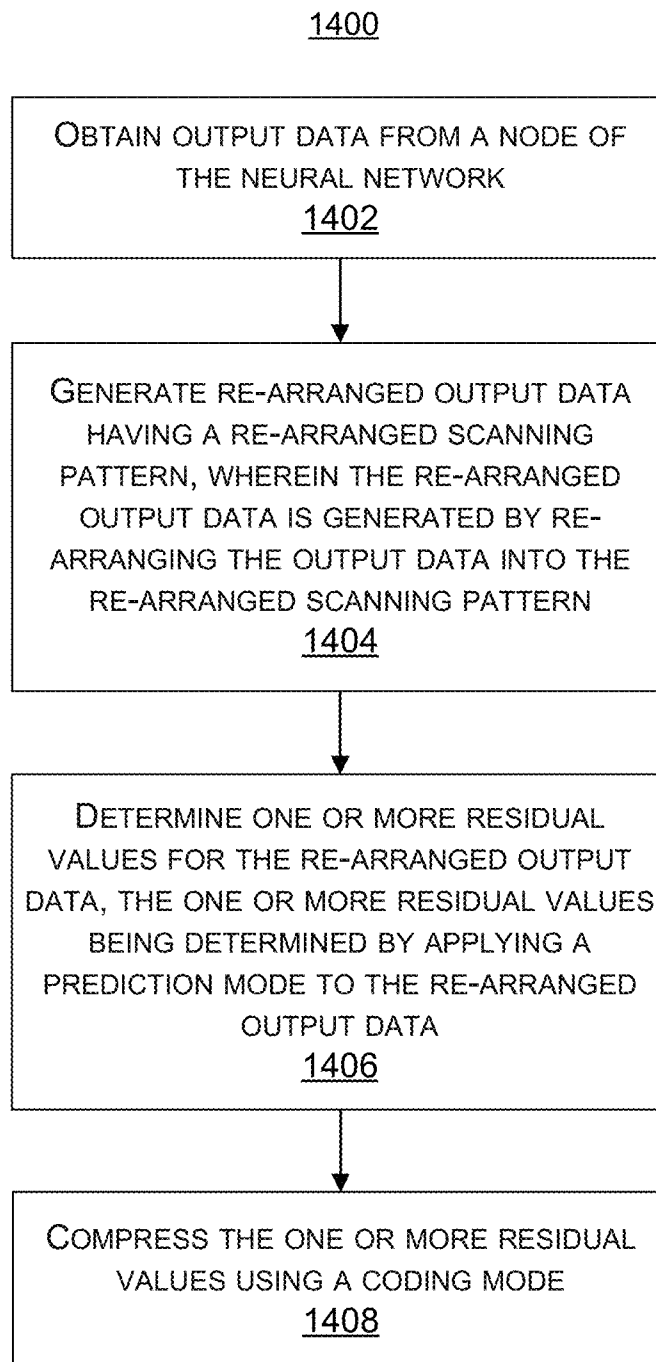 1400
OBTAIN OUTPUT DATA FROM A NODE OF
THE NEURAL NETWORK
1402
GENERATE RE-ARRANGED OUTPUT DATA
HAVING A RE-ARRANGED SCANNING
PATTERN, WHEREIN THE RE-ARRANGED
OUTPUT DATA IS GENERATED BY RE-
ARRANGING THE OUTPUT DATA INTO THE
RE-ARRANGED SCANNING PATTERN
1404
DETERMINE ONE OR MORE RESIDUAL
VALUES FOR THE RE-ARRANGED OUTPUT
DATA, THE ONE OR MORE RESIDUAL VALUES
BEING DETERMINED BY APPLYING A
PREDICTION MODE TO THE RE-ARRANGED
OUTPUT DATA
1406
COMPRESS THE ONE OR MORE RESIDUAL
VALUES USING A CODING MODE
1408